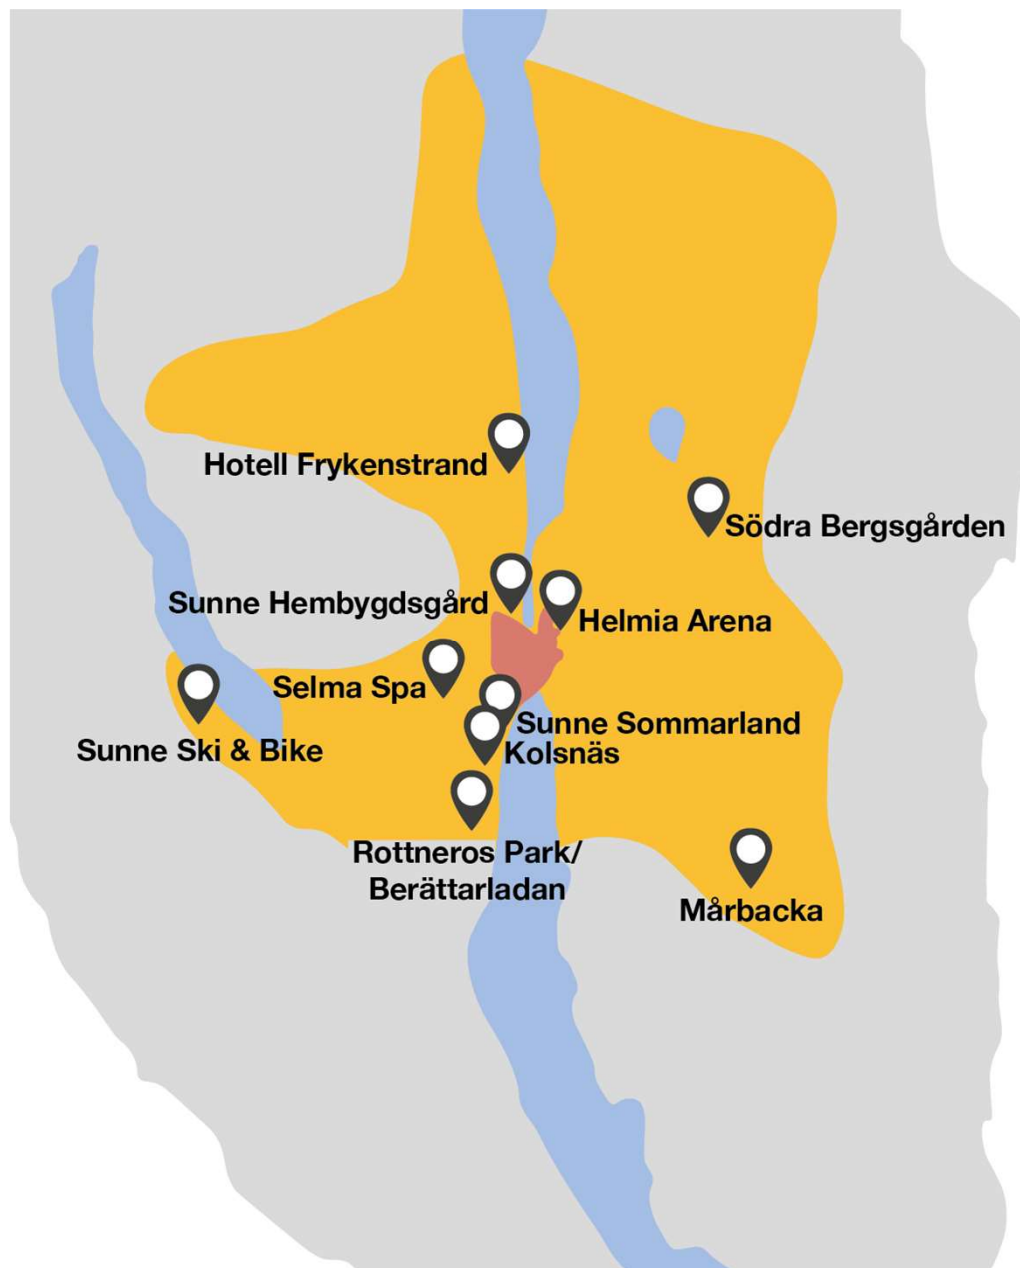 Hotell Frykenstrand
Södra Bergsgården
Sunne Hembygdsgård
Helmia Arena
Selma Spa
Sunne Sommarland
Sunne Ski & Bike
Kolsnäs
Rottneros Park/
Berättarladan
Mårbacka